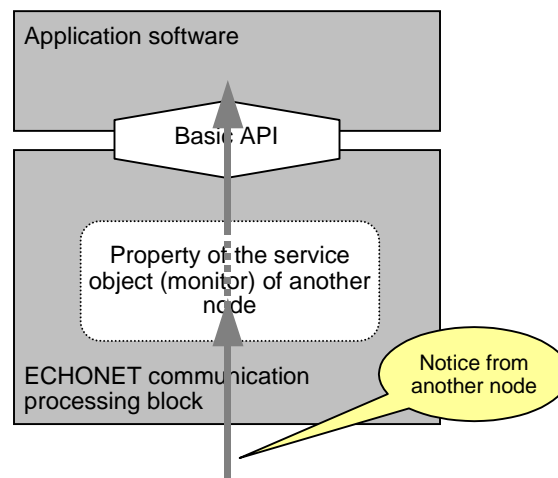 Application software
Basic API
Property of the service
object (monitor) of another
node
ECHONET communication
processing block
Notice from
another node